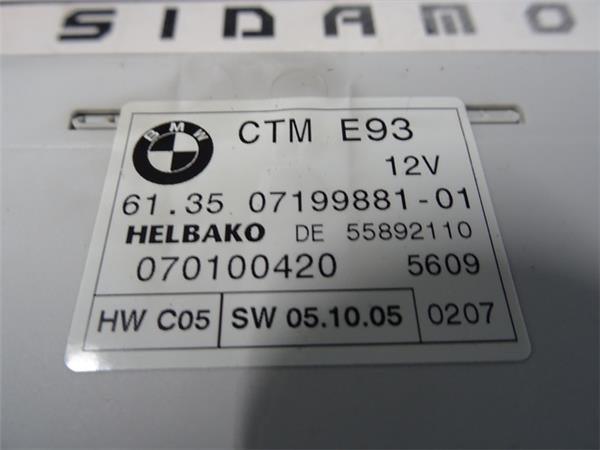 SIDAMO
BMW
CTM E93
12V
61.35 07199881-01
HELBAKO DE 55892110
070100420 5609
HW C05 SW 05.10.05 0207